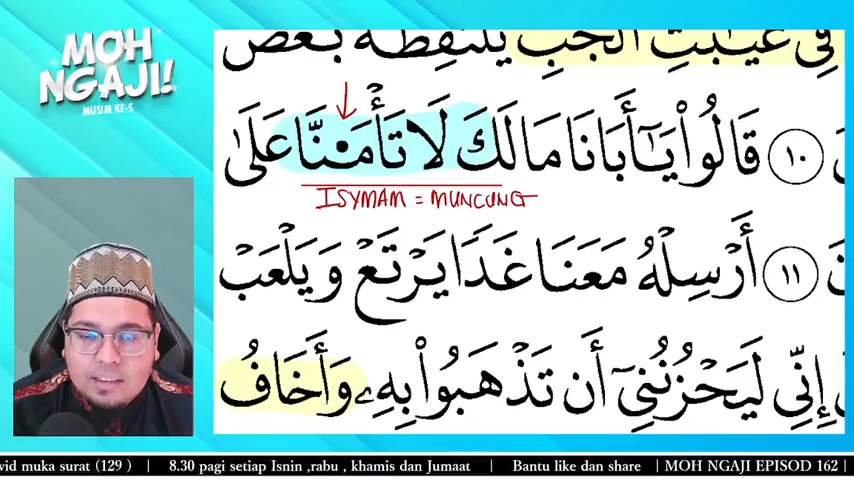 MOH
NGAJI!
MUSIM KE-5
فِى غَيَـٰبَتِ ٱلْجُبِّ يَلْتَقِطْهُ بَعْضُ
١٠ قَالُوا۟ يَـٰٓأَبَانَا مَا لَكَ لَا تَأْمَ۫نَّا عَلَىٰ
ISYMAM = MUNCUNG
١١ أَرْسِلْهُ مَعَنَا غَدًا يَرْتَعْ وَيَلْعَبْ
إِنِّى لَيَحْزُنُنِىٓ أَن تَذْهَبُوا۟ بِهِۦ وَأَخَافُ
muka surat (129) | 8.30 pagi setiap Isnin ,rabu , khamis dan Jumaat | Bantu like dan share | MOH NGAJI EPISOD 162 |